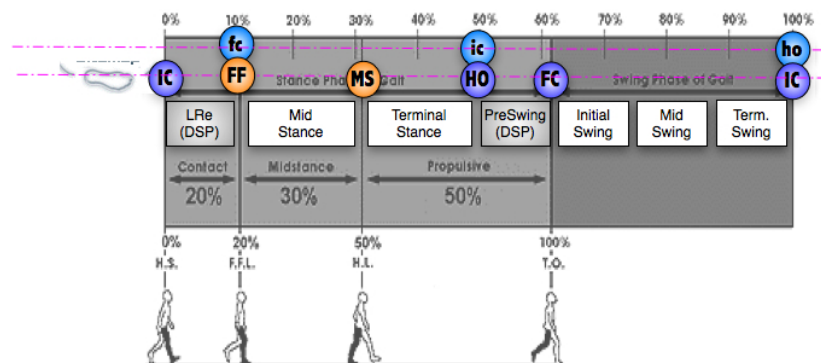 0% 10% 20% 30% 40% 50% 60% 70% 80% 90% 100%
fc ic ho
IC FF Stance Pha Gait MS HO FC Swing Phase of Gait IC
LRe (DSP)
Mid Stance
Terminal Stance
PreSwing (DSP)
Initial Swing
Mid Swing
Term. Swing
Contact Midstance Propulsive
20% 30% 50%
0% 20% 50% 100%
H.S. F.F.L. H.L. T.O.